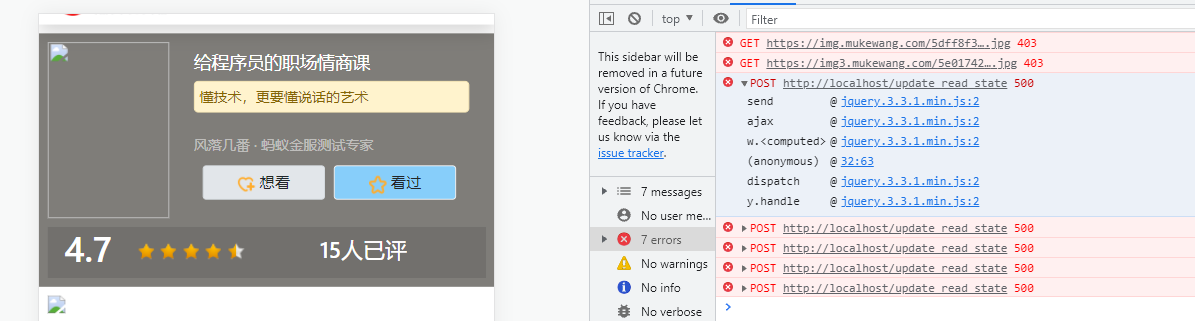 给程序员的职场情商课
懂技术，更要懂说话的艺术
风落几番 · 蚂蚁金服测试专家
想看
看过
4.7
15人已评
top
Filter
This sidebar will
be removed in a future
version of Chrome.
If you have
feedback, please let
us know via the
issue tracker.
7 messages
No user me...
7 errors
No warnings
No info
No verbose
GET https://img.mukewang.com/5dff8f3….jpg 403
GET https://img3.mukewang.com/5e01742….jpg 403
POST http://localhost/update_read_state 500
send @ jquery.3.3.1.min.js:2
ajax @ jquery.3.3.1.min.js:2
w.<computed> @ jquery.3.3.1.min.js:2
(anonymous) @ 32:63
dispatch @ jquery.3.3.1.min.js:2
y.handle @ jquery.3.3.1.min.js:2
POST http://localhost/update_read_state 500
POST http://localhost/update_read_state 500
POST http://localhost/update_read_state 500
POST http://localhost/update_read_state 500